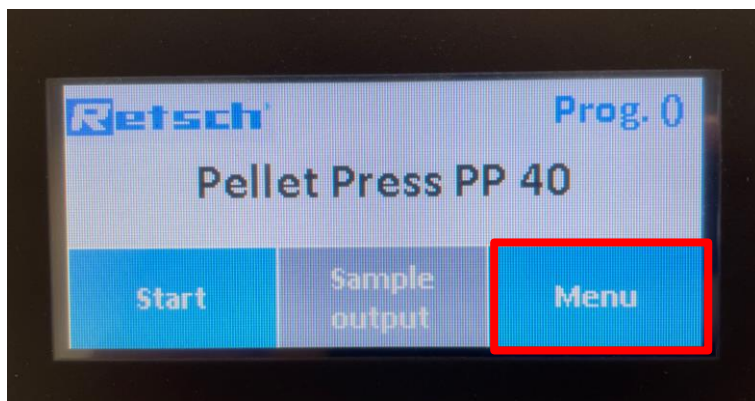 Retsch
Prog. 0
Pellet Press PP 40
Start
Sample
output
Menu